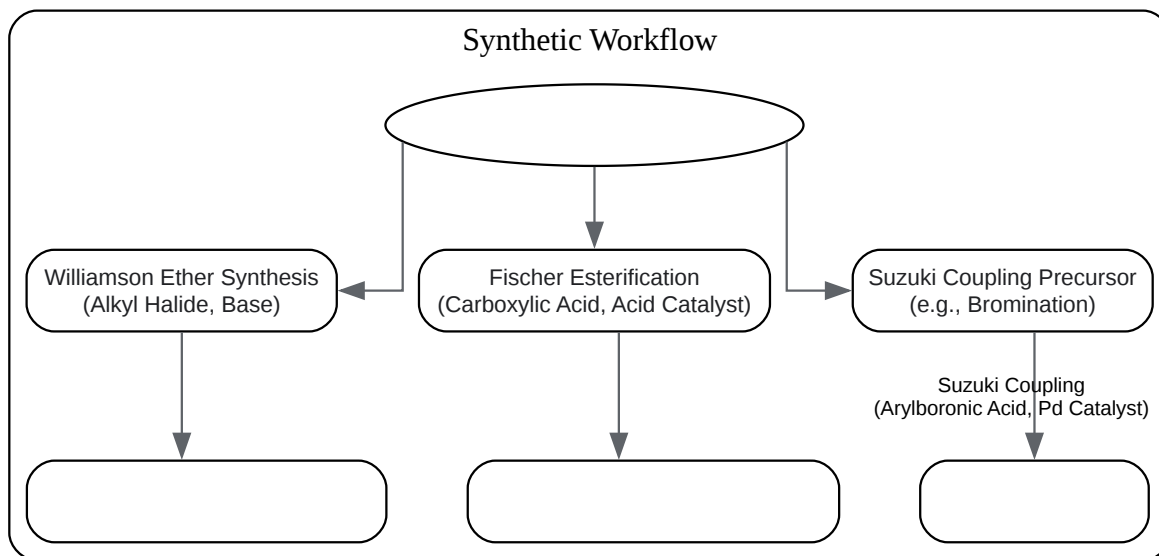 Synthetic Workflow
Williamson Ether Synthesis
(Alkyl Halide, Base)
Fischer Esterification
(Carboxylic Acid, Acid Catalyst)
Suzuki Coupling Precursor
(e.g., Bromination)
Suzuki Coupling
(Arylboronic Acid, Pd Catalyst)